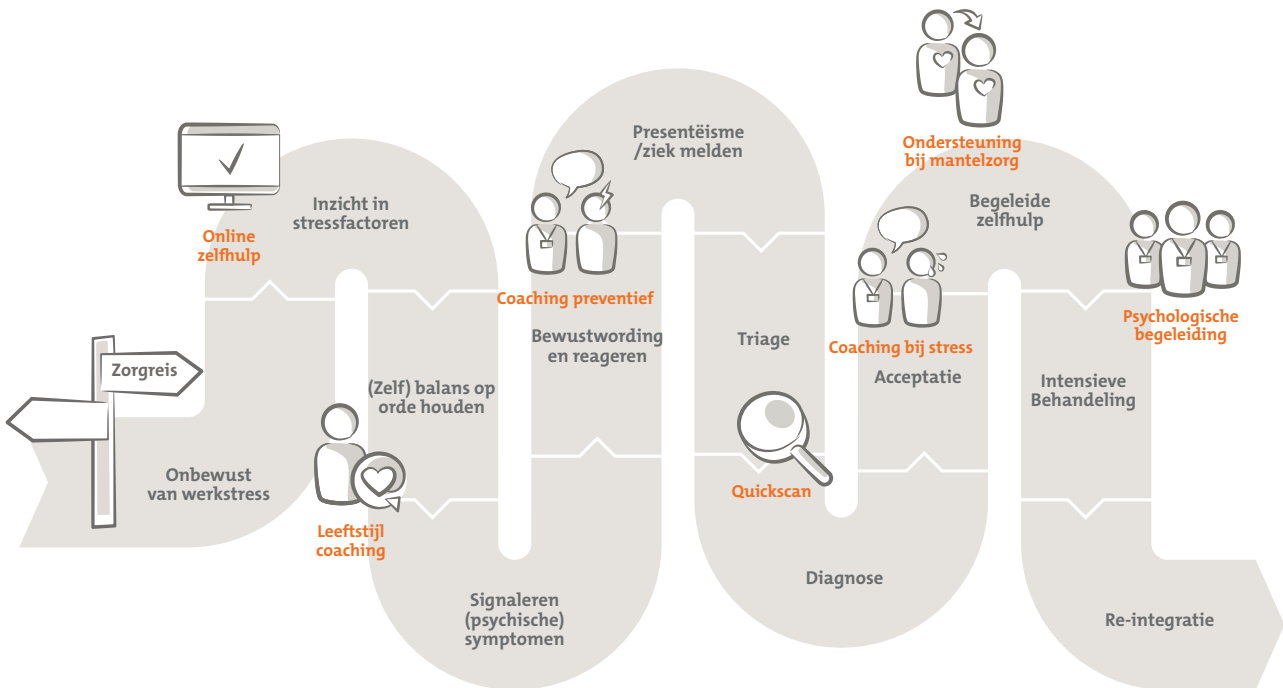 Zorgreis
Onbewust
van werkstress
Online
zelfhulp
Inzicht in
stressfactoren
(Zelf) balans op
orde houden
Leeftstijl
coaching
Signaleren
(psychische)
symptomen
Coaching preventief
Bewustwording
en reageren
Presentëisme
/ziek melden
Triage
Quickscan
Diagnose
Coaching bij stress
Acceptatie
Ondersteuning
bij mantelzorg
Begeleide
zelfhulp
Psychologische
begeleiding
Intensieve
Behandeling
Re-integratie